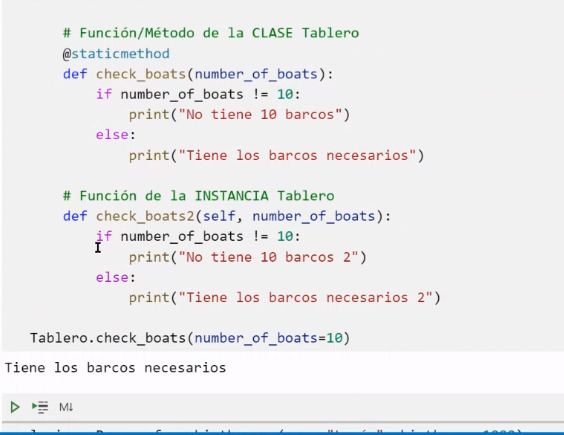 # Función/Método de la CLASE Tablero
@staticmethod
def check_boats(number_of_boats):
if number_of_boats != 10:
print("No tiene 10 barcos")
else:
print("Tiene los barcos necesarios")
# Función de la INSTANCIA Tablero
def check_boats2(self, number_of_boats):
if number_of_boats != 10:
print("No tiene 10 barcos 2")
else:
print("Tiene los barcos necesarios 2")
Tablero.check_boats(number_of_boats=10)
Tiene los barcos necesarios
M↓